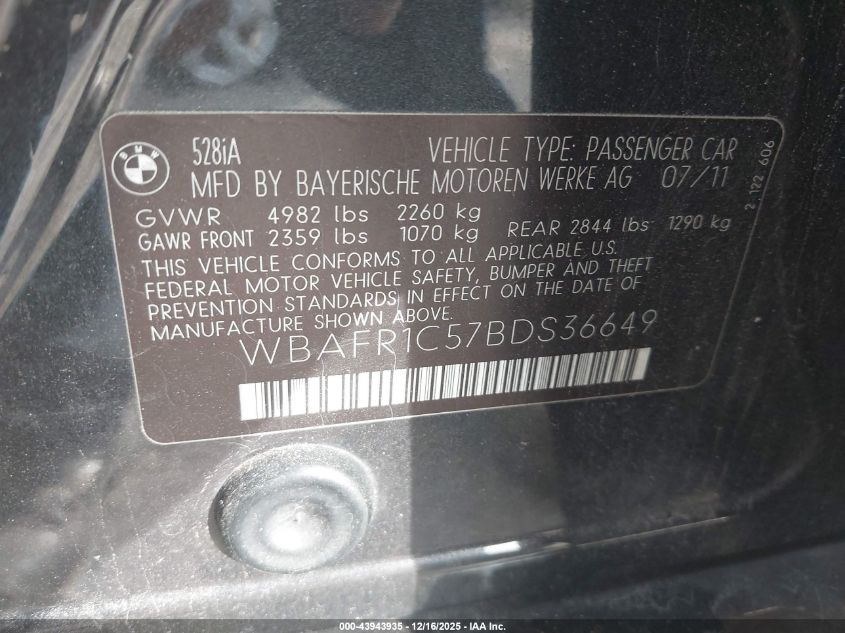 BMW
528iA VEHICLE TYPE: PASSENGER CAR
MFD BY BAYERISCHE MOTOREN WERKE AG 07/11
GVWR 4982 lbs 2260 kg
GAWR FRONT 2359 lbs 1070 kg REAR 2844 lbs 1290 kg
THIS VEHICLE CONFORMS TO ALL APPLICABLE U.S.
FEDERAL MOTOR VEHICLE SAFETY, BUMPER AND THEFT
PREVENTION STANDARDS IN EFFECT ON THE DATE OF
MANUFACTURE SHOWN ABOVE.
WBAFR1C57BDS36649
2 122 606
000-43943935 - 12/16/2025 - IAA Inc.